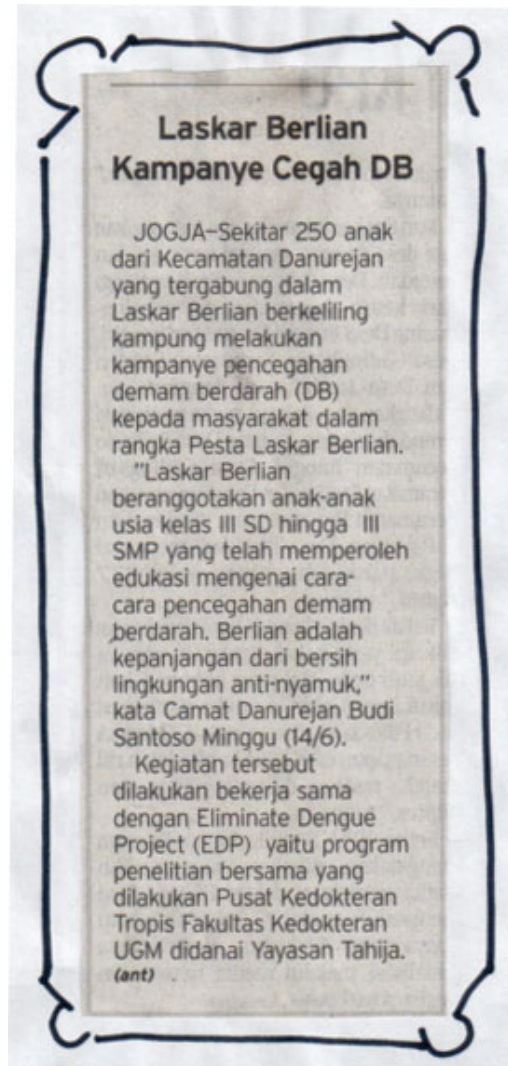 Laskar Berlian
Kampanye Cegah DB
JOGJA–Sekitar 250 anak
dari Kecamatan Danurejan
yang tergabung dalam
Laskar Berlian berkeliling
kampung melakukan
kampanye pencegahan
demam berdarah (DB)
kepada masyarakat dalam
rangka Pesta Laskar Berlian.
"Laskar Berlian
beranggotakan anak-anak
usia kelas III SD hingga III
SMP yang telah memperoleh
edukasi mengenai cara-
cara pencegahan demam
berdarah. Berlian adalah
kepanjangan dari bersih
lingkungan anti-nyamuk,"
kata Camat Danurejan Budi
Santoso Minggu (14/6).
Kegiatan tersebut
dilakukan bekerja sama
dengan Eliminate Dengue
Project (EDP) yaitu program
penelitian bersama yang
dilakukan Pusat Kedokteran
Tropis Fakultas Kedokteran
UGM didanai Yayasan Tahija.
(ant)